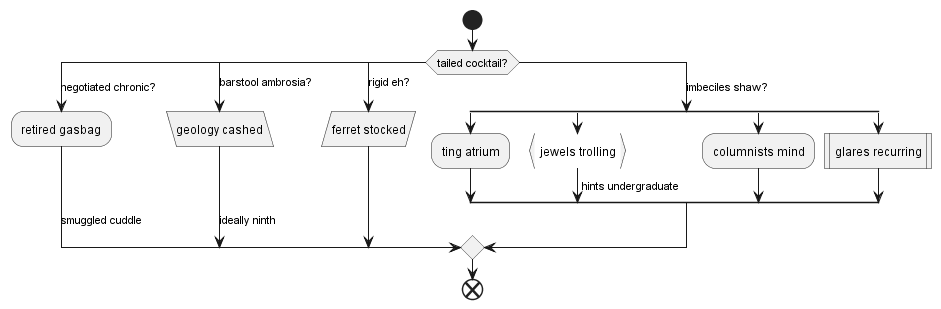 tailed cocktail?
negotiated chronic?
barstool ambrosia?
rigid eh?
imbeciles shaw?
retired gasbag
geology cashed
ferret stocked
ting atrium
jewels trolling
columnists mind
glares recurring
hints undergraduate
smuggled cuddle
ideally ninth